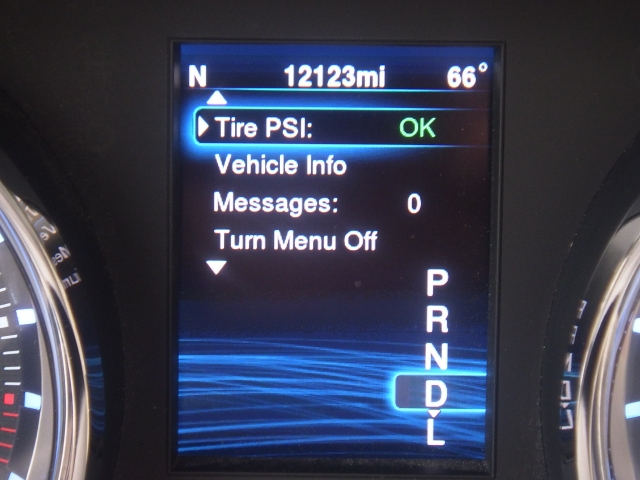 N 12123mi 66°
Tire PSI: OK
Vehicle Info
Messages: 0
Turn Menu Off
P
R
N
D
L